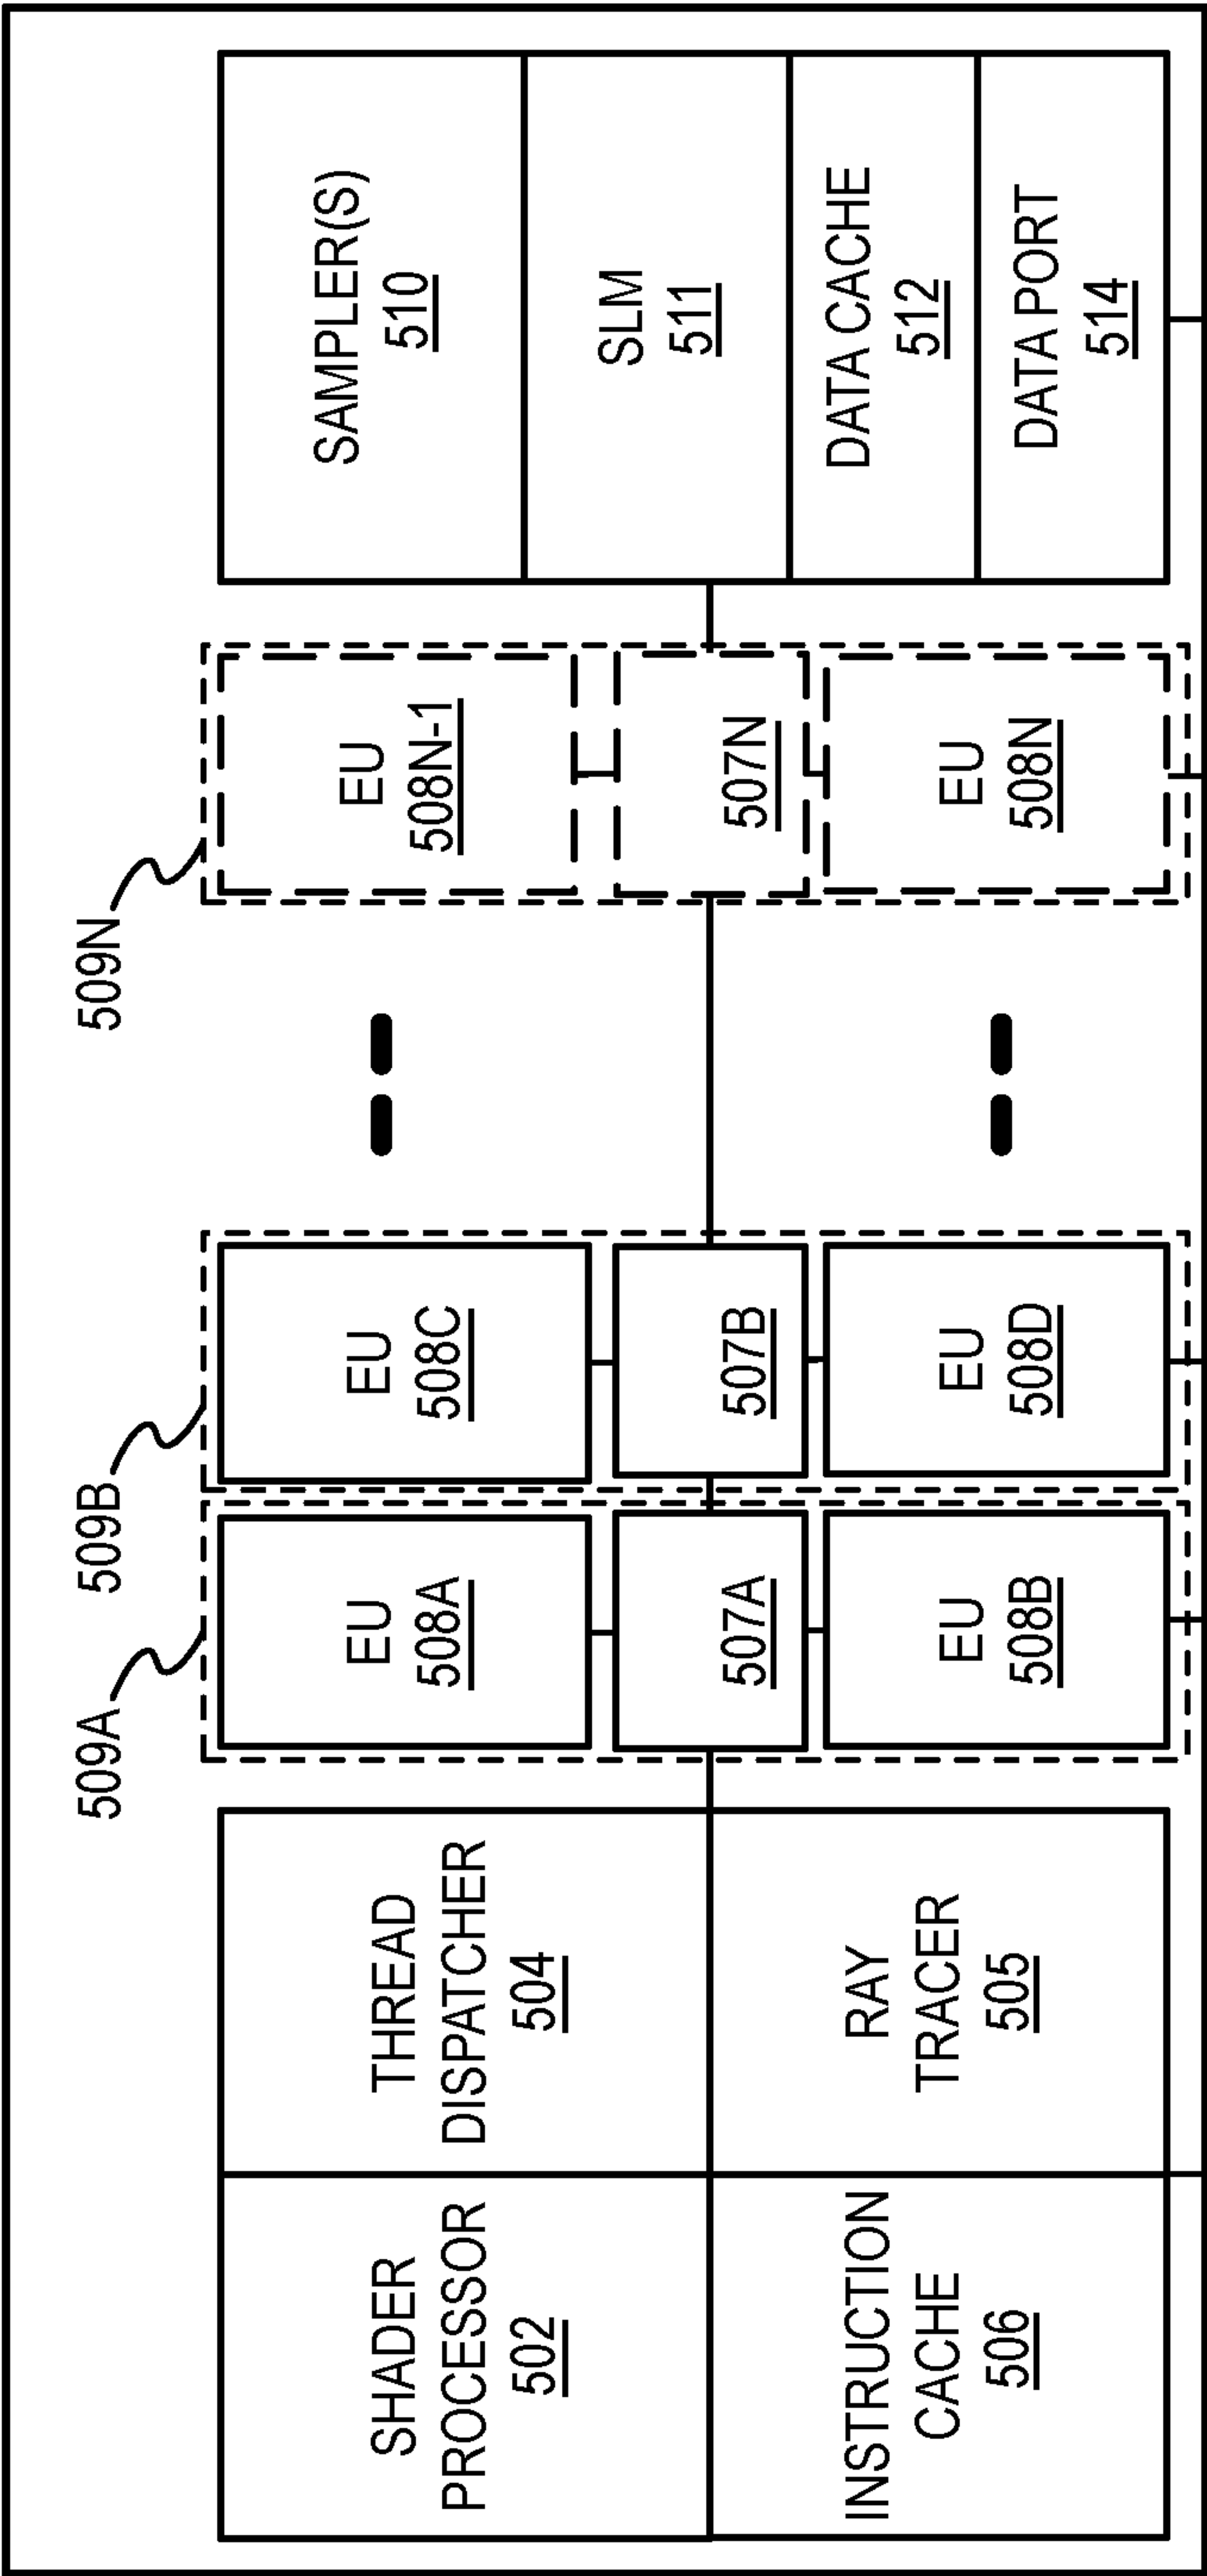 509A
509B
509N
SHADER
PROCESSOR
502
THREAD
DISPATCHER
504
INSTRUCTION
CACHE
506
RAY
TRACER
505
EU
508A
507A
EU
508B
EU
508C
507B
EU
508D
EU
508N-1
507N
EU
508N
SAMPLER(S)
510
SLM
511
DATA CACHE
512
DATA PORT
514